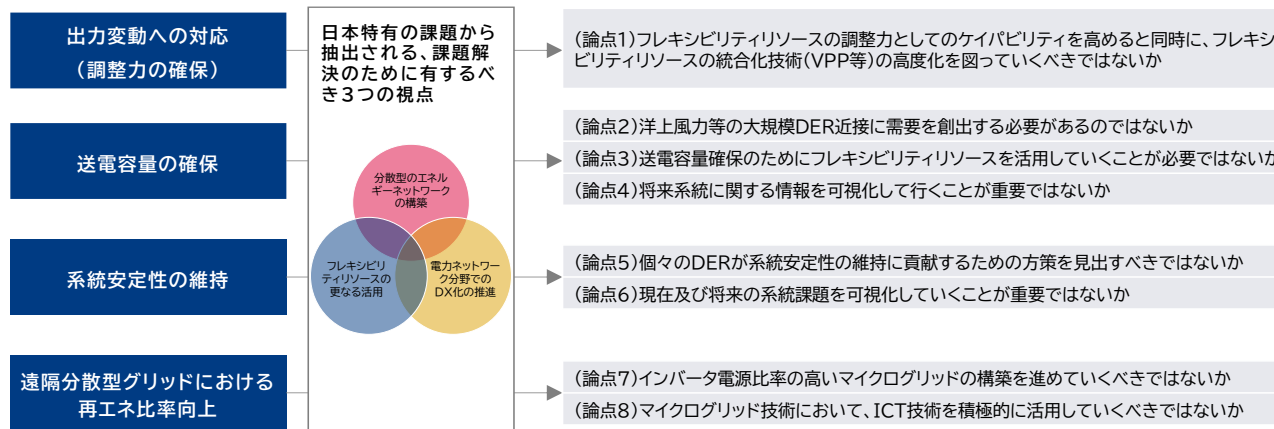 出力変動への対応
（調整力の確保）
送電容量の確保
系統安定性の維持
遠隔分散型グリッドにおける
再エネ比率向上
日本特有の課題から
抽出される、課題解
決のために有するべ
き３つの視点
分散型のエネル
ギーネットワーク
の構築
フレキシビリ
ティリソースの
更なる活用
電力ネットワー
ク分野での
DX化の推進
（論点1）フレキシビリティリソースの調整力としてのケイパビリティを高めると同時に、フレキシ
ビリティリソースの統合化技術（VPP等）の高度化を図っていくべきではないか
（論点2）洋上風力等の大規模DER近接に需要を創出する必要があるのではないか
（論点3）送電容量確保のためにフレキシビリティリソースを活用していくことが必要ではないか
（論点4）将来系統に関する情報を可視化して行くことが重要ではないか
（論点5）個々のDERが系統安定性の維持に貢献するための方策を見出すべきではないか
（論点6）現在及び将来の系統課題を可視化していくことが重要ではないか
（論点7）インバータ電源比率の高いマイクログリッドの構築を進めていくべきではないか
（論点8）マイクログリッド技術において、ICT技術を積極的に活用していくべきではないか